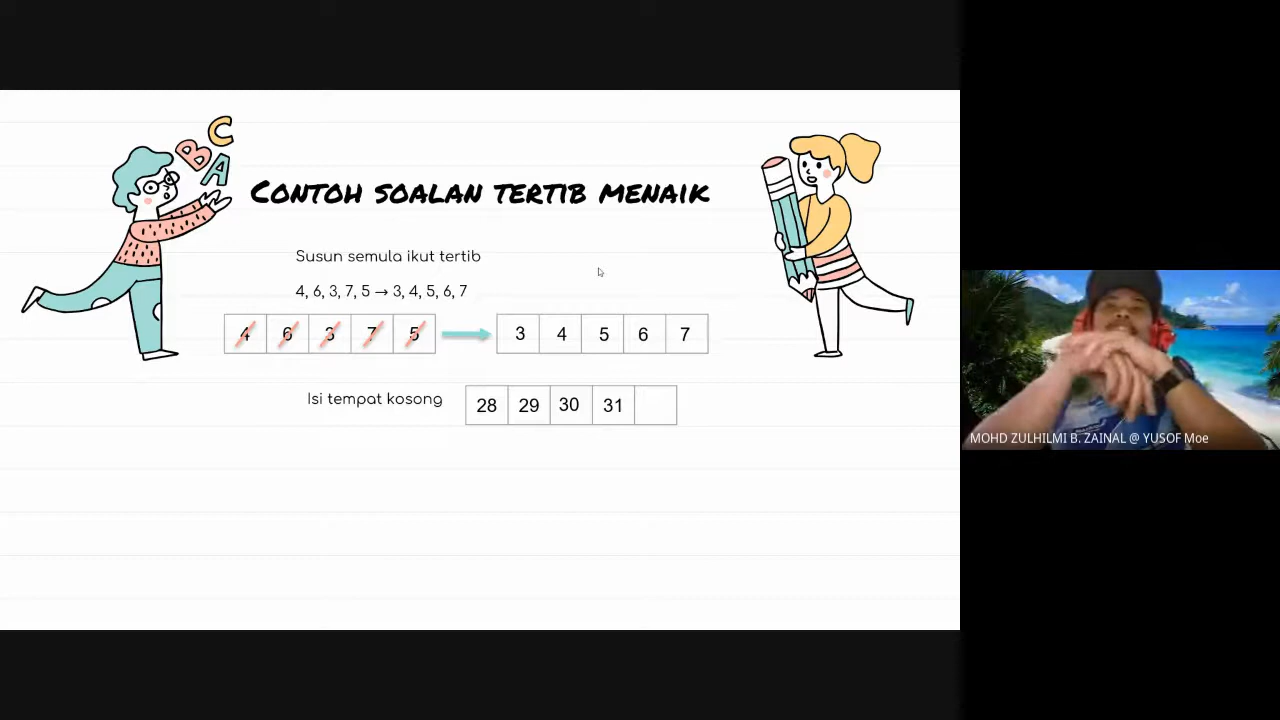 C
B
A
CONTOH SOALAN TERTIB MENAIK
Susun semula ikut tertib
4, 6, 3, 7, 5 → 3, 4, 5, 6, 7
4 6 3 7 5 3 4 5 6 7
Isi tempat kosong 28 29 30 31
MOHD ZULHILMI B. ZAINAL @ YUSOF Moe